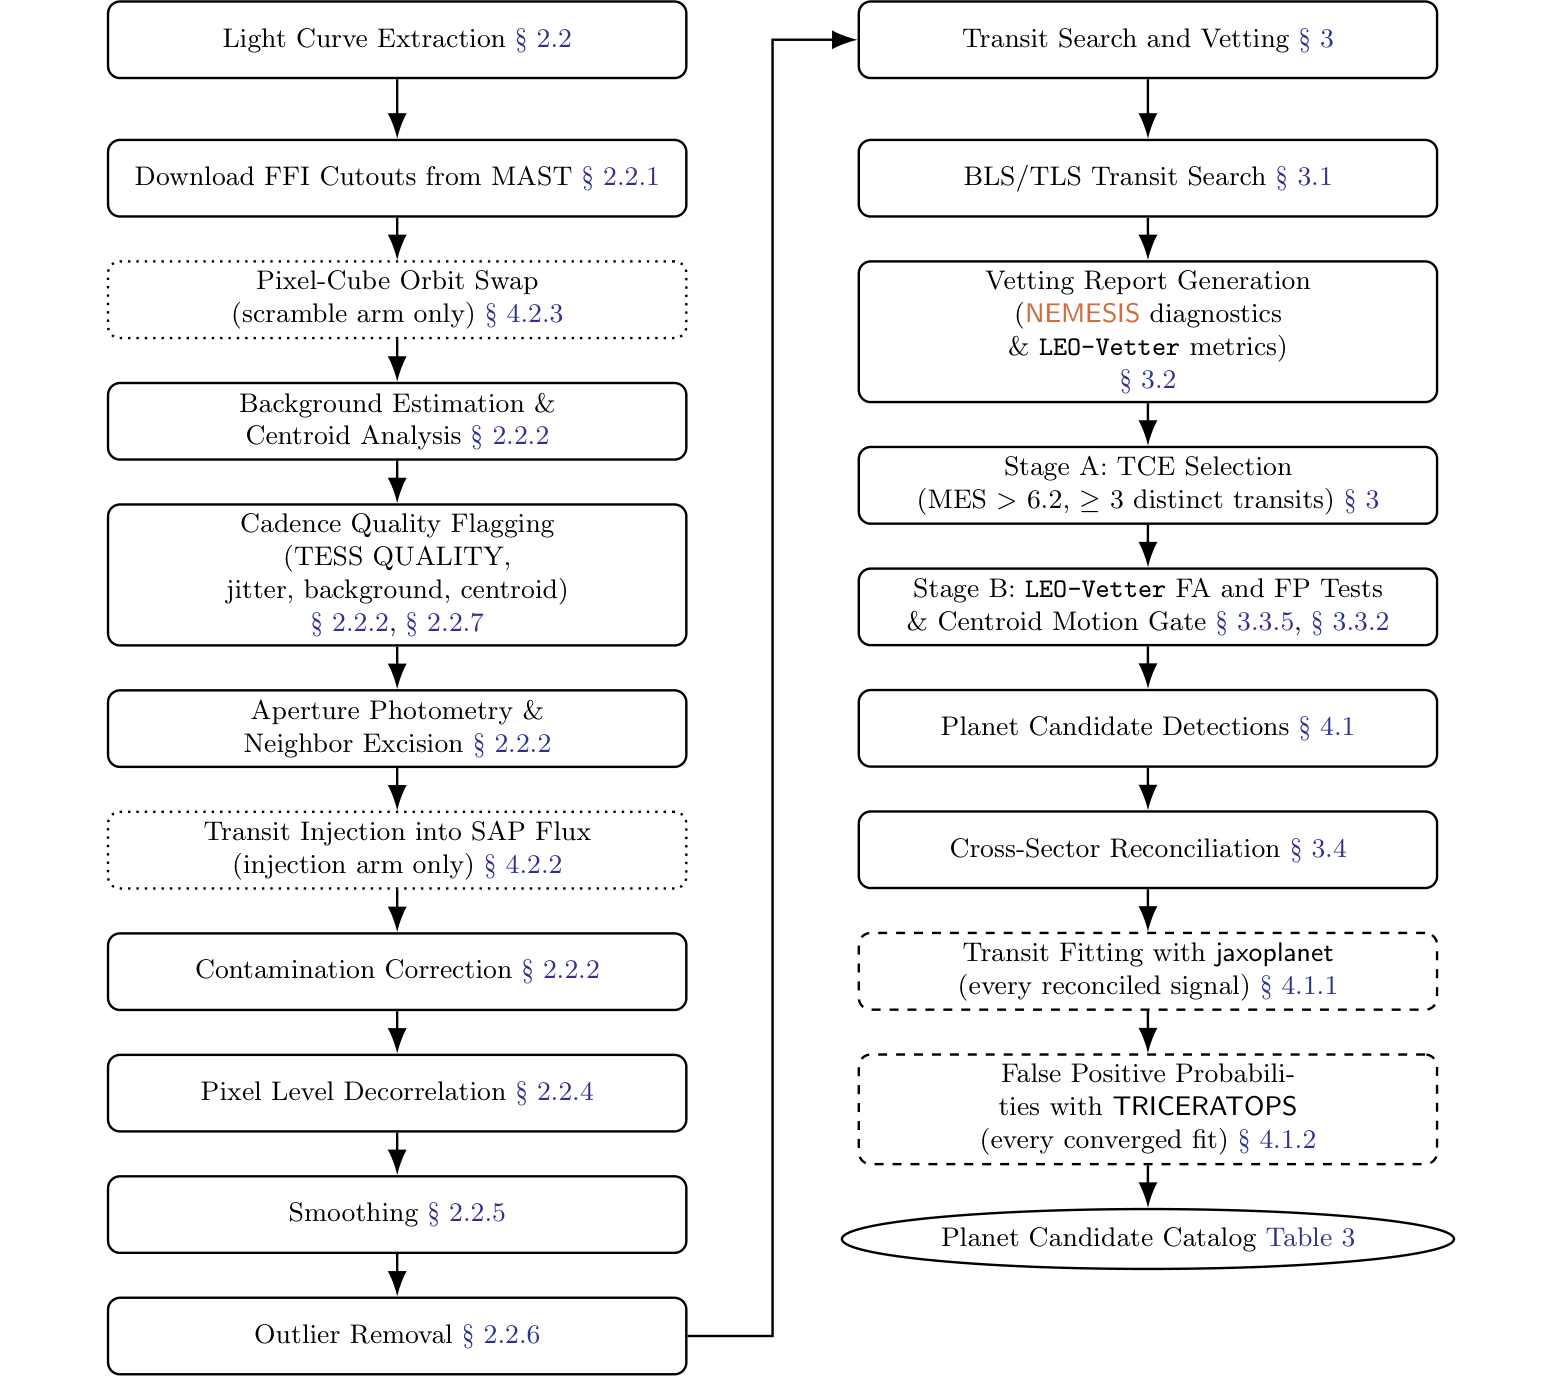 Light Curve Extraction § 2.2
Download FFI Cutouts from MAST § 2.2.1
Pixel-Cube Orbit Swap
(scramble arm only) § 4.2.3
Background Estimation &
Centroid Analysis § 2.2.2
Cadence Quality Flagging
(TESS QUALITY,
jitter, background, centroid)
§ 2.2.2, § 2.2.7
Aperture Photometry &
Neighbor Excision § 2.2.2
Transit Injection into SAP Flux
(injection arm only) § 4.2.2
Contamination Correction § 2.2.2
Pixel Level Decorrelation § 2.2.4
Smoothing § 2.2.5
Outlier Removal § 2.2.6
Transit Search and Vetting § 3
BLS/TLS Transit Search § 3.1
Vetting Report Generation
(NEMESIS diagnostics
& LEO-Vetter metrics)
§ 3.2
Stage A: TCE Selection
(MES > 6.2, ≥ 3 distinct transits) § 3
Stage B: LEO-Vetter FA and FP Tests
& Centroid Motion Gate § 3.3.5, § 3.3.2
Planet Candidate Detections § 4.1
Cross-Sector Reconciliation § 3.4
Transit Fitting with jaxoplanet
(every reconciled signal) § 4.1.1
False Positive Probabili-
ties with TRICERATOPS
(every converged fit) § 4.1.2
Planet Candidate Catalog Table 3